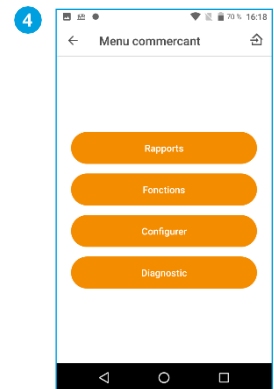 4
70 % 16:18
Menu commercant
Rapports
Fonctions
Configurer
Diagnostic